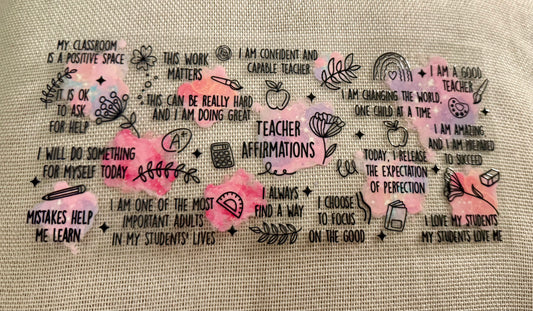 MY CLASSROOM
IS A POSITIVE SPACE
THIS WORK
MATTERS
I AM CONFIDENT AND
CAPABLE TEACHER
I AM A GOOD
TEACHER
IT IS OK
TO ASK
FOR HELP
THIS CAN BE REALLY HARD
AND I AM DOING GREAT
I AM CHANGING THE WORLD,
ONE CHILD AT A TIME
TEACHER
AFFIRMATIONS
I AM AMAZING
AND I AM PREPARED
TO SUCCEED
A+
I WILL DO SOMETHING
FOR MYSELF TODAY
TODAY, I RELEASE
THE EXPECTATION
OF PERFECTION
MISTAKES HELP
ME LEARN
I AM ONE OF THE MOST
IMPORTANT ADULTS
IN MY STUDENTS' LIVES
I ALWAYS
FIND A WAY
I CHOOSE
TO FOCUS
ON THE GOOD
I LOVE MY STUDENTS
MY STUDENTS LOVE ME